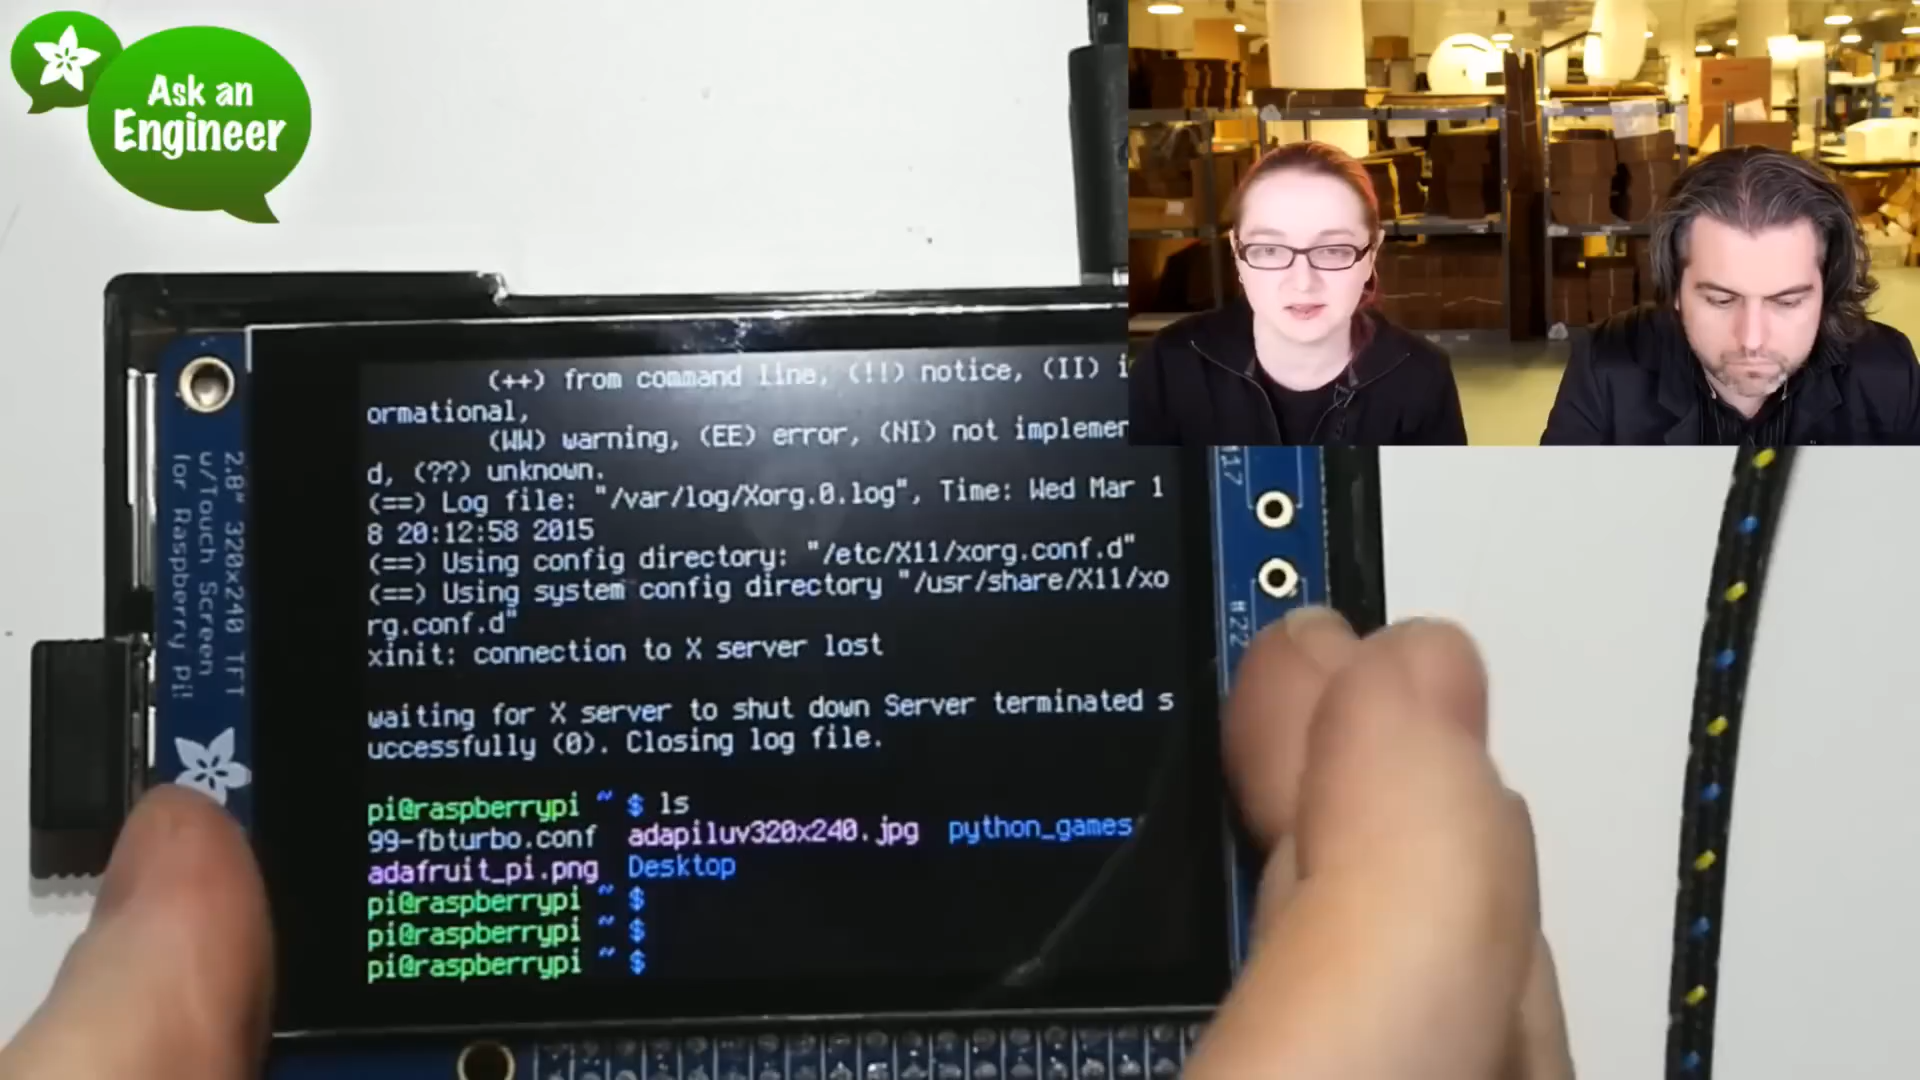 Ask an
Engineer
(++) from command line, (!!) notice, (II) i
ormational,
(WW) warning, (EE) error, (NI) not implemen
d, (??) unknown.
(==) Log file: "/var/log/Xorg.0.log", Time: Wed Mar 1
8 20:12:58 2015
(==) Using config directory: "/etc/X11/xorg.conf.d"
(==) Using system config directory "/usr/share/X11/xo
rg.conf.d"
xinit: connection to X server lost
waiting for X server to shut down Server terminated s
uccessfully (0). Closing log file.
pi@raspberrypi ~ $ ls
99-fbturbo.conf adapiluv320x240.jpg python_games
adafruit_pi.png Desktop
pi@raspberrypi ~ $
pi@raspberrypi ~ $
pi@raspberrypi ~ $
2.8" 320x240 TFT
w/Touch Screen
for Raspberry Pi!
#17
#22